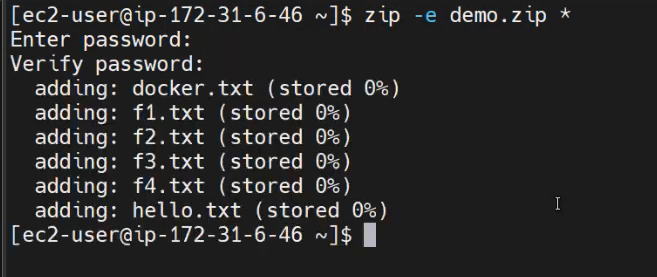 [ec2-user@ip-172-31-6-46 ~]$ zip -e demo.zip *
Enter password:
Verify password:
  adding: docker.txt (stored 0%)
  adding: f1.txt (stored 0%)
  adding: f2.txt (stored 0%)
  adding: f3.txt (stored 0%)
  adding: f4.txt (stored 0%)
  adding: hello.txt (stored 0%)
[ec2-user@ip-172-31-6-46 ~]$